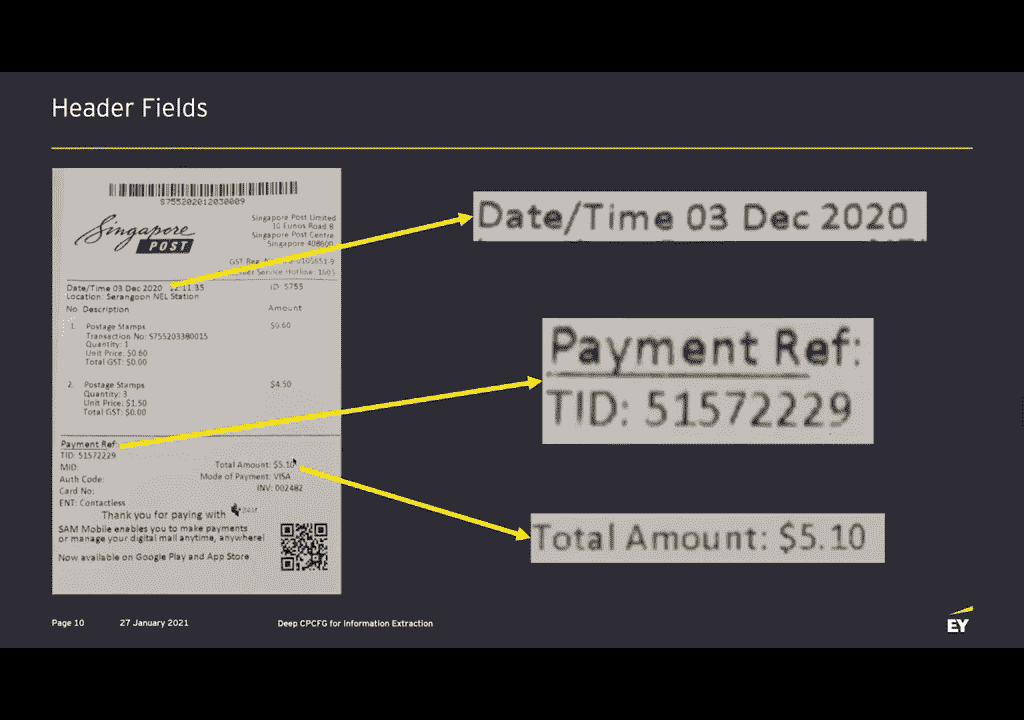 Header Fields
S755202012030009
Singapore
POST
Singapore Post Limited
10 Eunos Road 8
Singapore Post Centre
Singapore 408600
GST Reg.
Service Hotline: 1605
Date/Time 03 Dec 2020 12:11:35
ID: S755
Location: Serangoon NEL Station
No Description
Amount
1. Postage Stamps
$0.60
Transaction No: S755203380015
Quantity: 1
Unit Price: $0.60
Total GST: $0.00
2. Postage Stamps
$4.50
Quantity: 3
Unit Price: $1.50
Total GST: $0.00
Payment Ref:
TID: 51572229
MID:
Total Amount: $5.10
Auth Code:
Mode of Payment: VISA
Card No:
INV: 002482
ENT: Contactless
Thank you for paying with
SAM Mobile enables you to make payments
or manage your digital mail anytime, anywhere!
Now available on Google Play and App Store.
Date/Time 03 Dec 2020
Payment Ref:
TID: 51572229
Total Amount: $5.10
Page 10
27 January 2021
Deep CPCFG for Information Extraction
EY